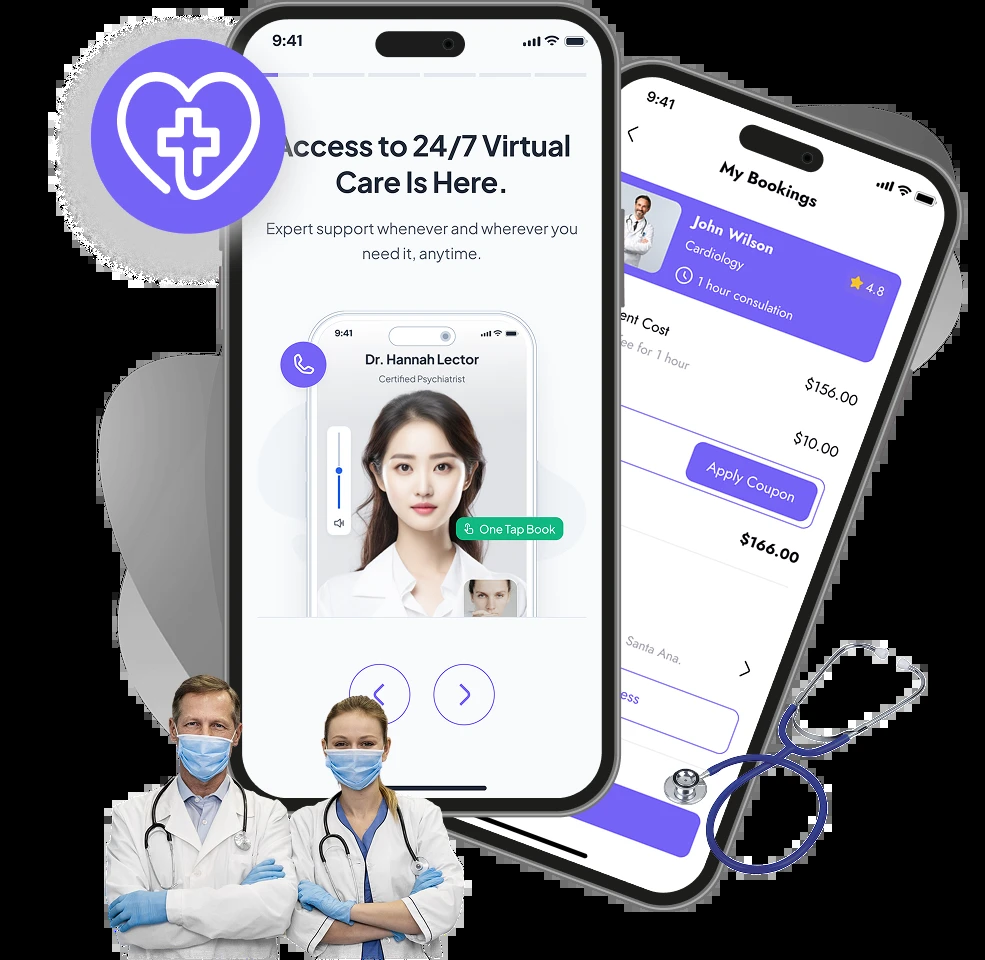 9:41
Access to 24/7 Virtual
Care Is Here.
Expert support whenever and wherever you
need it, anytime.
9:41
Dr. Hannah Lector
Certified Psychiatrist
One Tap Book
9:41
My Bookings
John Wilson
Cardiology
4.8
1 hour consulation
ent Cost
ee for 1 hour
$156.00
$10.00
Apply Coupon
$166.00
Santa Ana.
ess